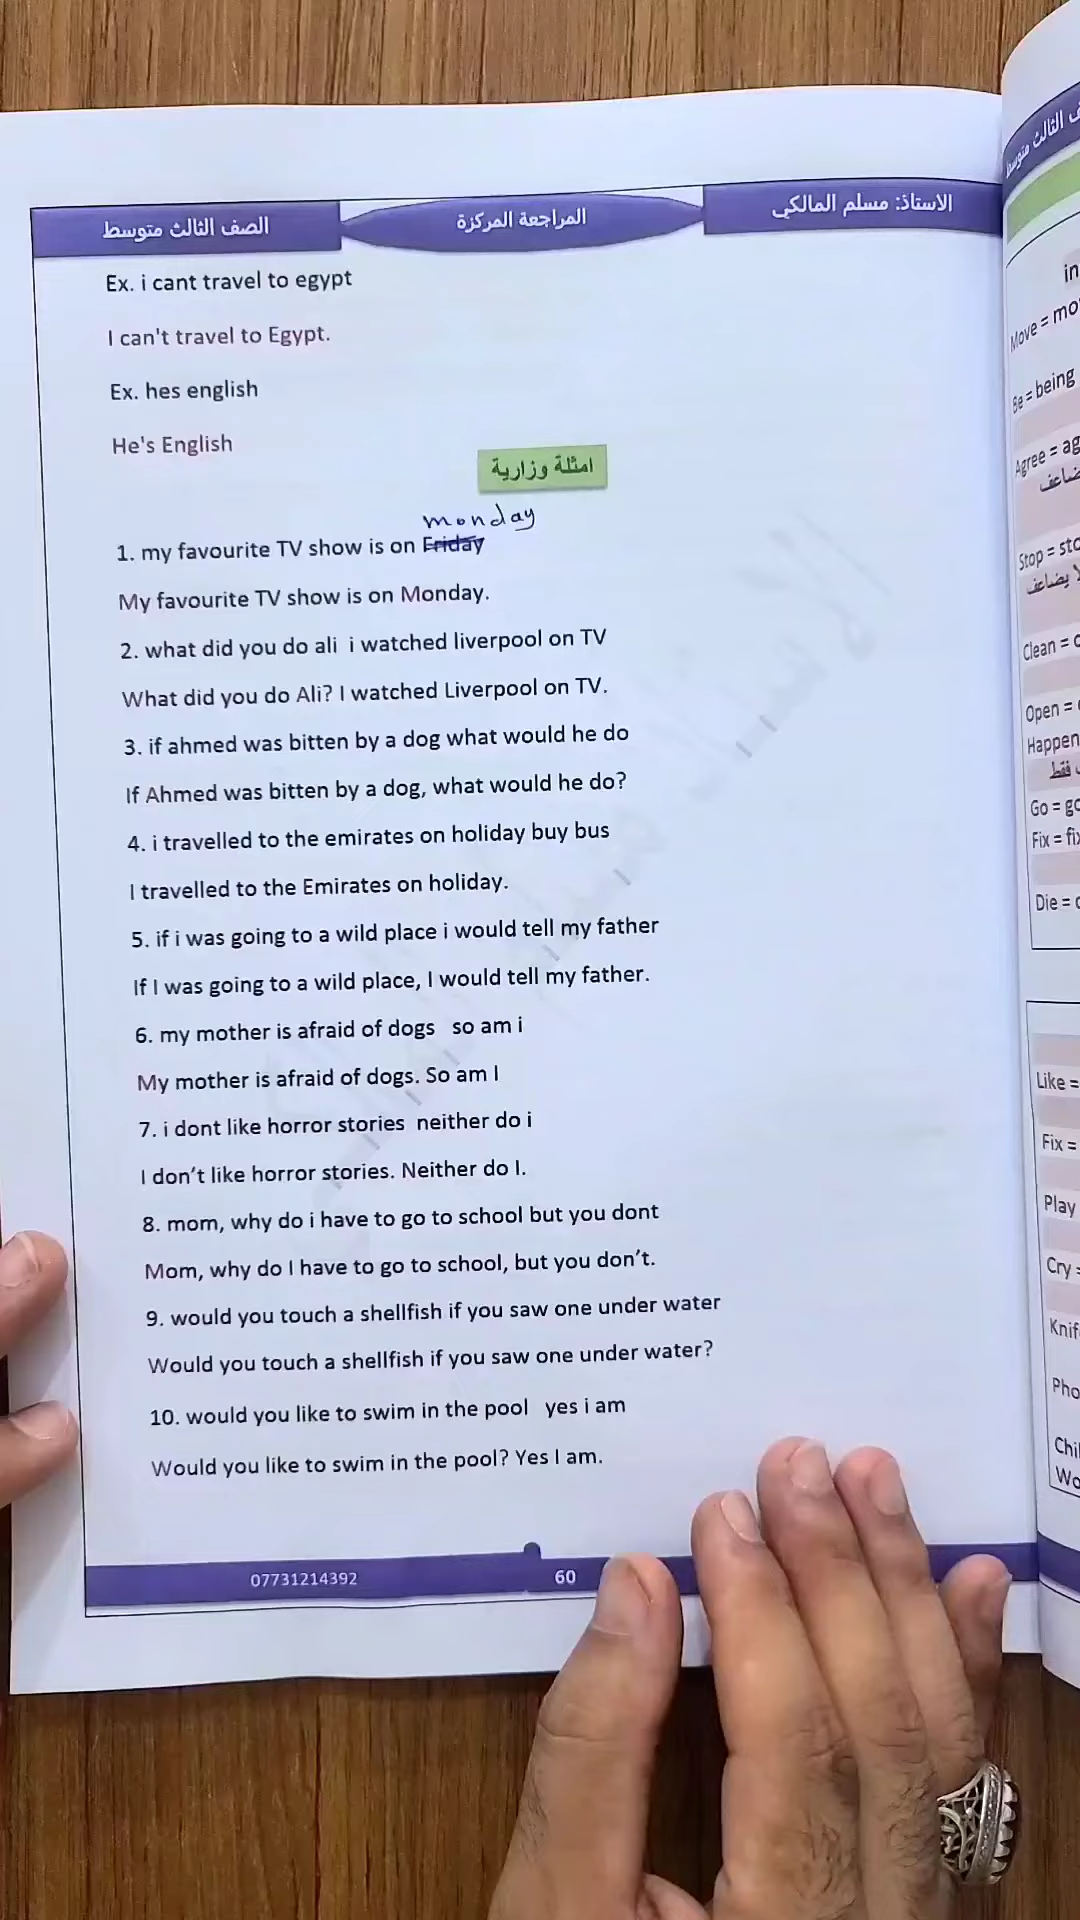 الصف الثالث متوسط
المراجعة المركزة
الاستاذ: مسلم المالكي
Ex. i cant travel to egypt
I can't travel to Egypt.
Ex. hes english
He's English
امثلة وزارية
monday
1. my favourite TV show is on Friday
My favourite TV show is on Monday.
2. what did you do ali i watched liverpool on TV
What did you do Ali? I watched Liverpool on TV.
3. if ahmed was bitten by a dog what would he do
If Ahmed was bitten by a dog, what would he do?
4. i travelled to the emirates on holiday buy bus
I travelled to the Emirates on holiday.
5. if i was going to a wild place i would tell my father
If I was going to a wild place, I would tell my father.
6. my mother is afraid of dogs so am i
My mother is afraid of dogs. So am I
7. i dont like horror stories neither do i
I don't like horror stories. Neither do I.
8. mom, why do i have to go to school but you dont
Mom, why do I have to go to school, but you don't.
9. would you touch a shellfish if you saw one under water
Would you touch a shellfish if you saw one under water?
10. would you like to swim in the pool yes i am
Would you like to swim in the pool? Yes I am.
07731214392
60
الثالث متوسط
in
Move =
Be = being
Agree =
Stop =
Clean =
Open =
Happen
فقط
Go =
Fix =
Die =
Like =
Fix =
Play
Cry =